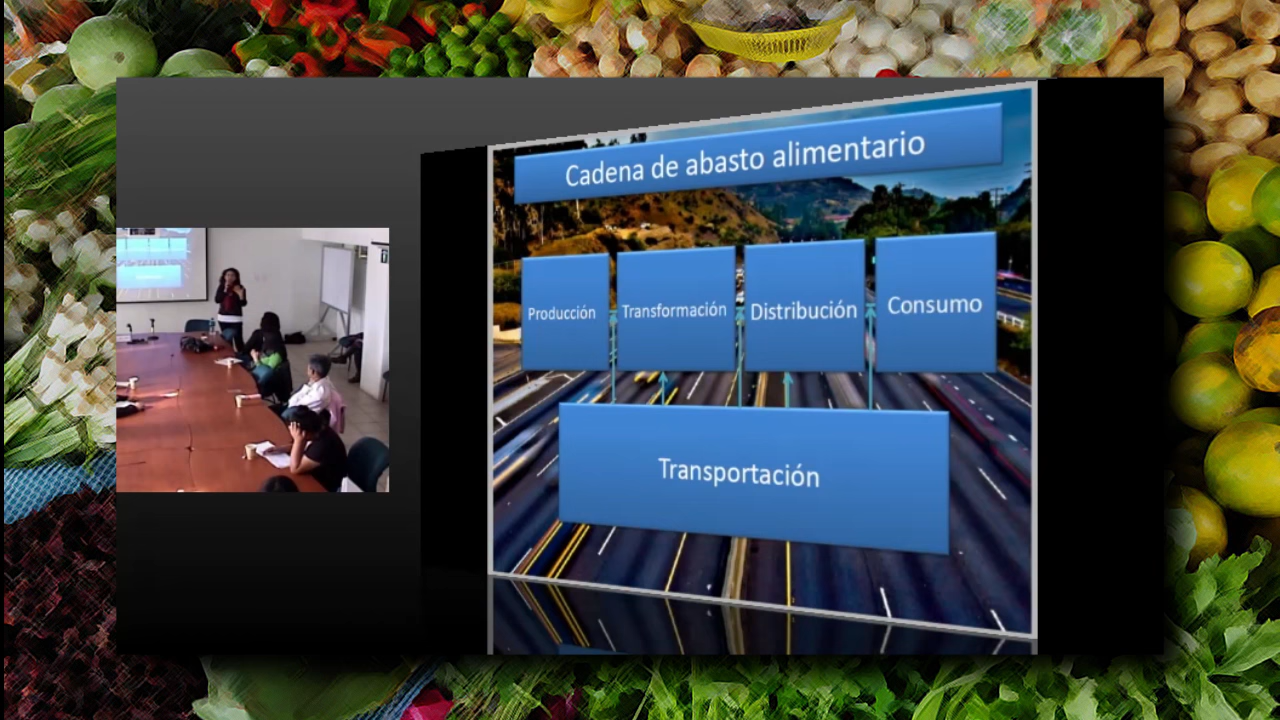 Cadena de abasto alimentario
Producción
Transformación
Distribución
Consumo
Transportación